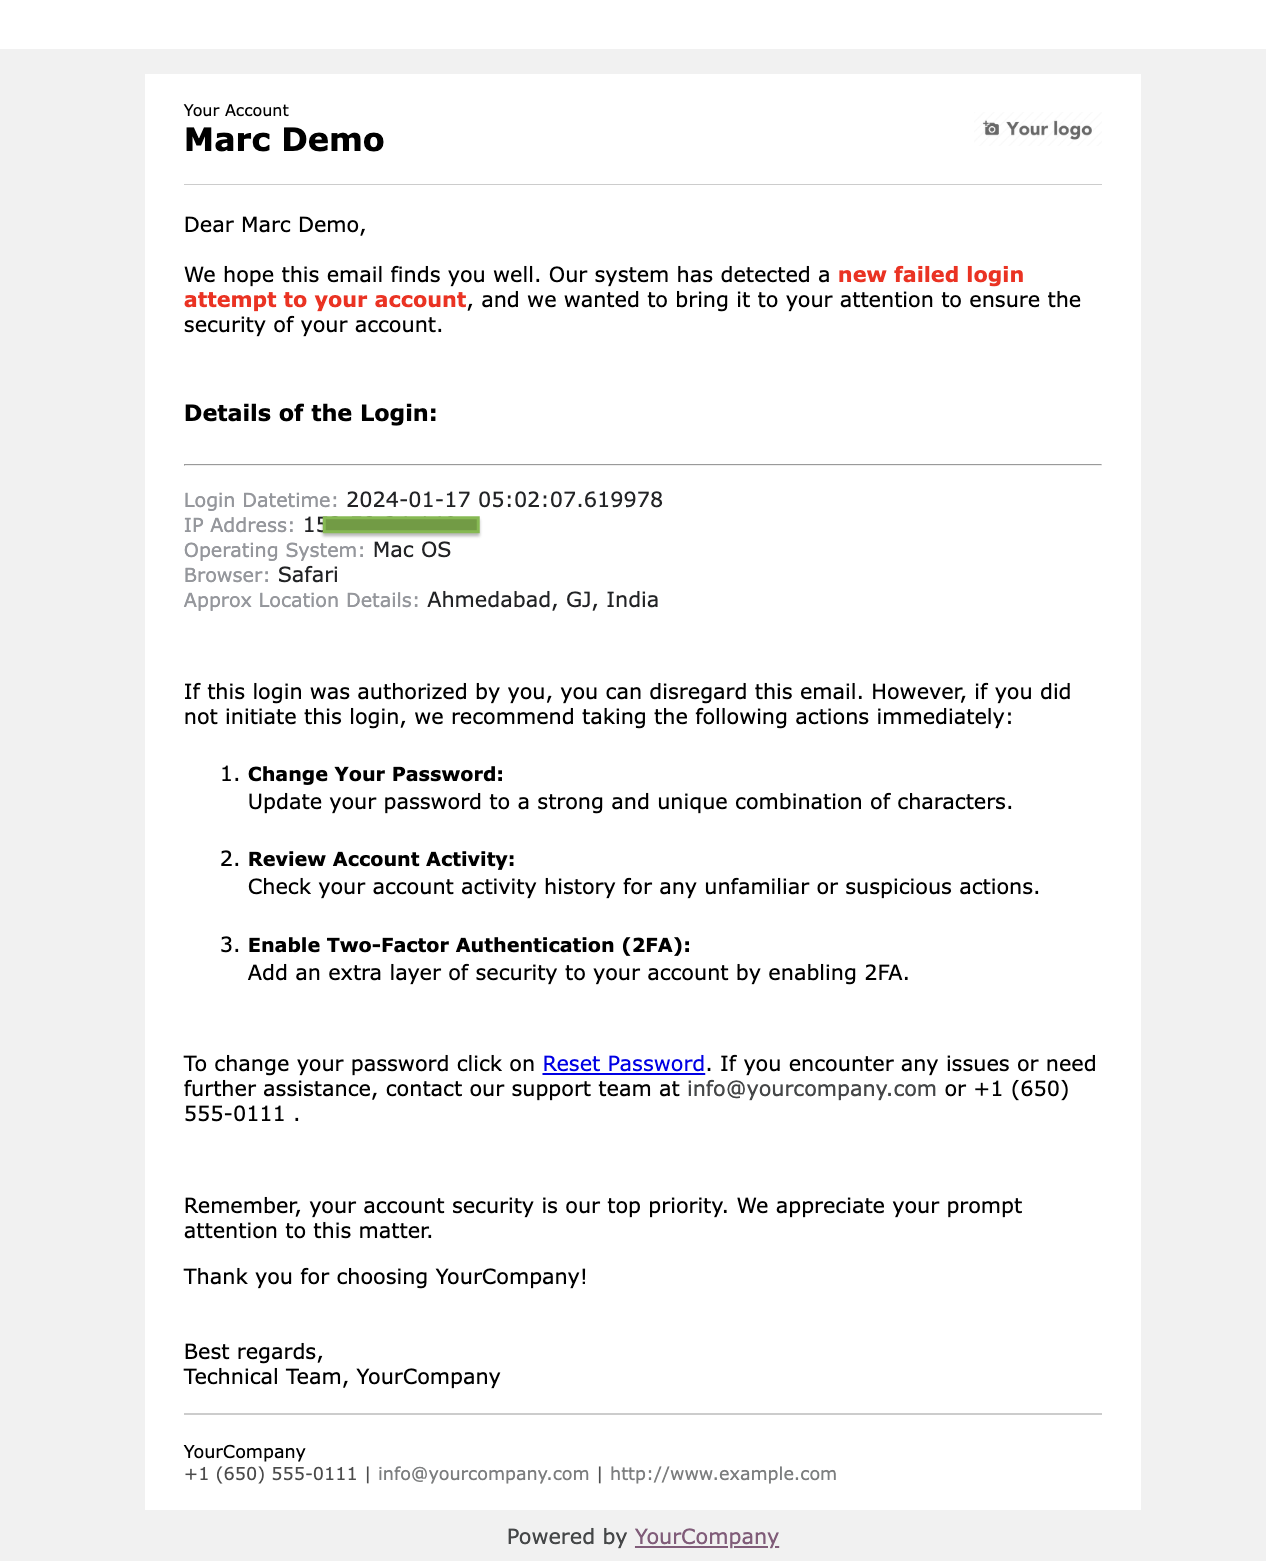 Your Account
Marc Demo
Your logo
Dear Marc Demo,
We hope this email finds you well. Our system has detected a new failed login
attempt to your account, and we wanted to bring it to your attention to ensure the
security of your account.
Details of the Login:
Login Datetime: 2024-01-17 05:02:07.619978
IP Address: 15
Operating System: Mac OS
Browser: Safari
Approx Location Details: Ahmedabad, GJ, India
If this login was authorized by you, you can disregard this email. However, if you did
not initiate this login, we recommend taking the following actions immediately:
1. Change Your Password:
Update your password to a strong and unique combination of characters.
2. Review Account Activity:
Check your account activity history for any unfamiliar or suspicious actions.
3. Enable Two-Factor Authentication (2FA):
Add an extra layer of security to your account by enabling 2FA.
To change your password click on Reset Password. If you encounter any issues or need
further assistance, contact our support team at info@yourcompany.com or +1 (650)
555-0111 .
Remember, your account security is our top priority. We appreciate your prompt
attention to this matter.
Thank you for choosing YourCompany!
Best regards,
Technical Team, YourCompany
YourCompany
+1 (650) 555-0111 | info@yourcompany.com | http://www.example.com
Powered by YourCompany